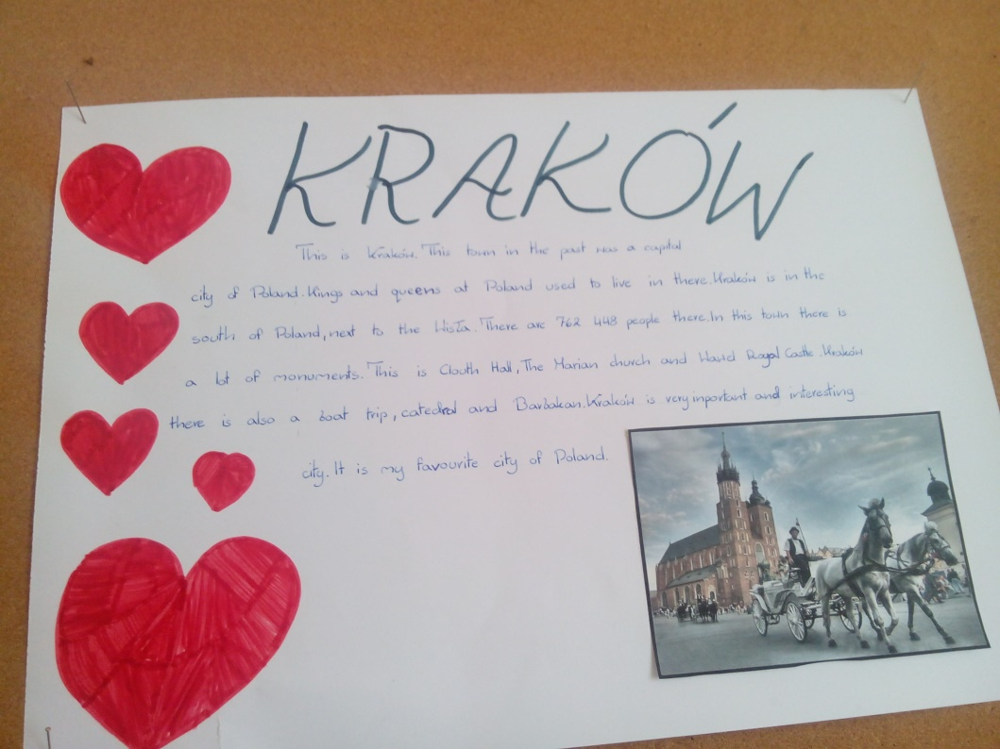 KRAKÓW
This is Kraków. This town in the past was a capital
city of Poland. Kings and queens at Poland used to live in there. Kraków is in the
south of Poland, next to the Wisła. There are 762 448 people there. In this town there is
a lot of monuments. This is Clouth Hall, The Marian church and Wawel Royal Castle. Kraków
there is also a boat trip, catedral and Barbakan. Kraków is very inportant and interesting
city. It is my favourite city of Poland.